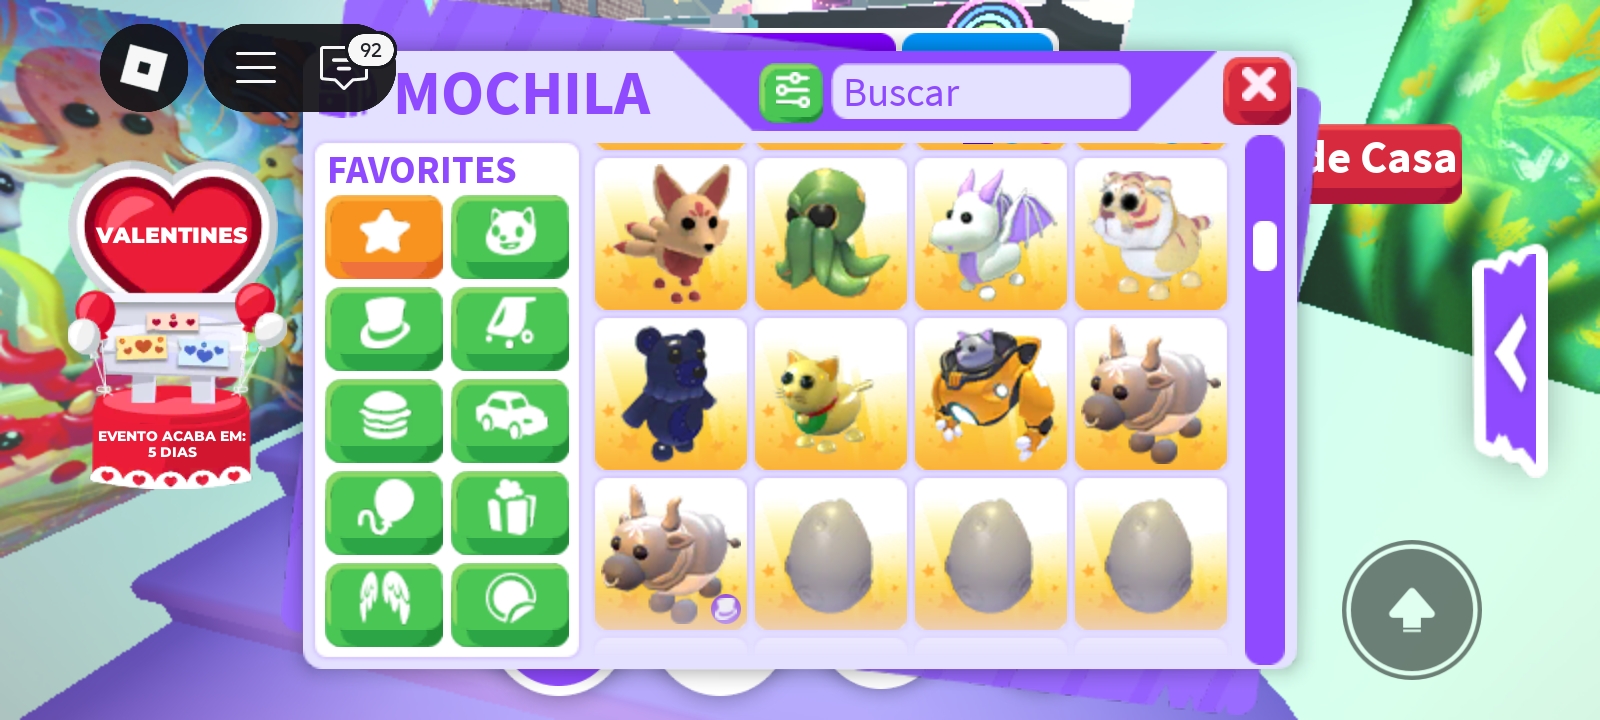 92
MOCHILA
Buscar
FAVORITES
de Casa
VALENTINES
EVENTO ACABA EM:
5 DIAS